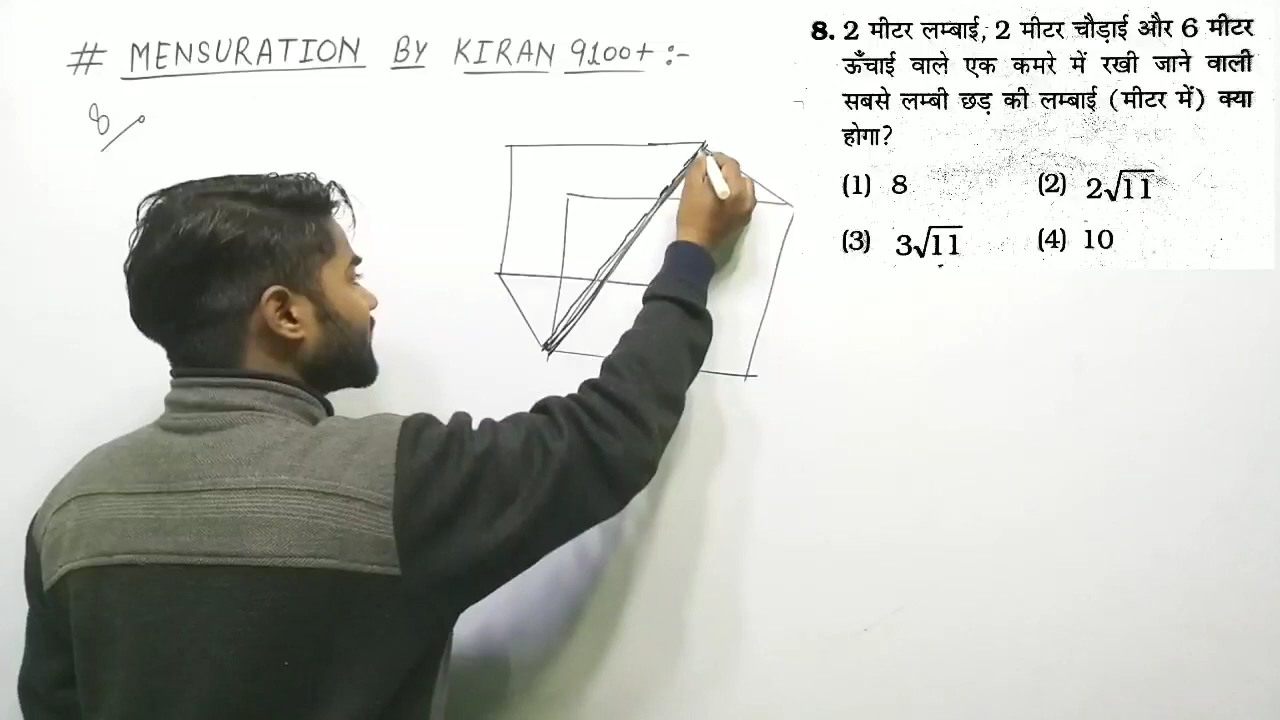 # MENSURATION BY KIRAN 9100+ :-
8
8. 2 मीटर लम्बाई, 2 मीटर चौड़ाई और 6 मीटर
ऊँचाई वाले एक कमरे में रखी जाने वाली
सबसे लम्बी छड़ की लम्बाई (मीटर में) क्या
होगा?
(1) 8 (2) 2√11
(3) 3√11 (4) 10